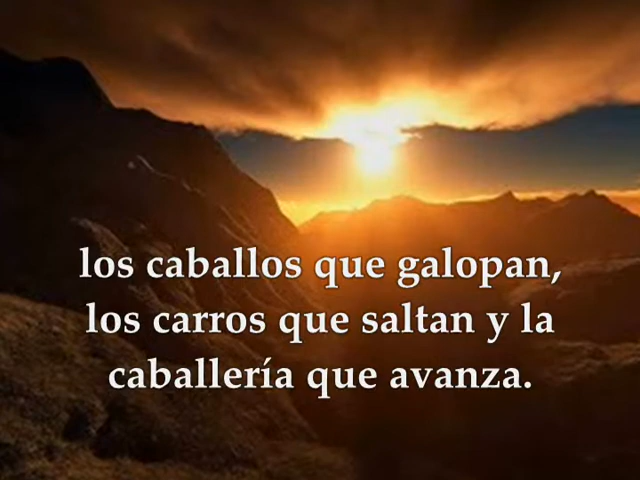 los caballos que galopan,
los carros que saltan y la
caballería que avanza.